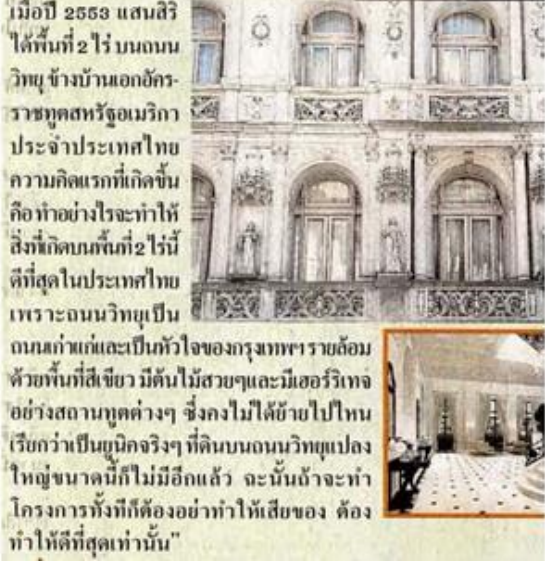 เมื่อปี 2553 แสนสิริ
ได้พื้นที่ 2 ไร่ บนถนน
วิทยุ ข้างบ้านเอกอัคร-
ราชทูตสหรัฐอเมริกา
ประจำประเทศไทย
ความคิดแรกที่เกิดขึ้น
คือทำอย่างไรจะทำให้
สิ่งที่เกิดบนพื้นที่ 2 ไร่นี้
ดีที่สุดในประเทศไทย
เพราะถนนวิทยุเป็น
ถนนเก่าแก่และเป็นหัวใจของกรุงเทพฯ รายล้อม
ด้วยพื้นที่สีเขียว มีต้นไม้สวยๆและมีเฮอร์ริเทจ
อย่างสถานทูตต่างๆ ซึ่งคงไม่ได้ย้ายไปไหน
เรียกว่าเป็นยูนิคจริงๆ ที่ดินบนถนนวิทยุแปลง
ใหญ่ขนาดนี้ก็ไม่มีอีกแล้ว ฉะนั้นถ้าจะทำ
โครงการทั้งทีก็ต้องอย่าทำให้เสียของ ต้อง
ทำให้ดีที่สุดเท่านั้น”